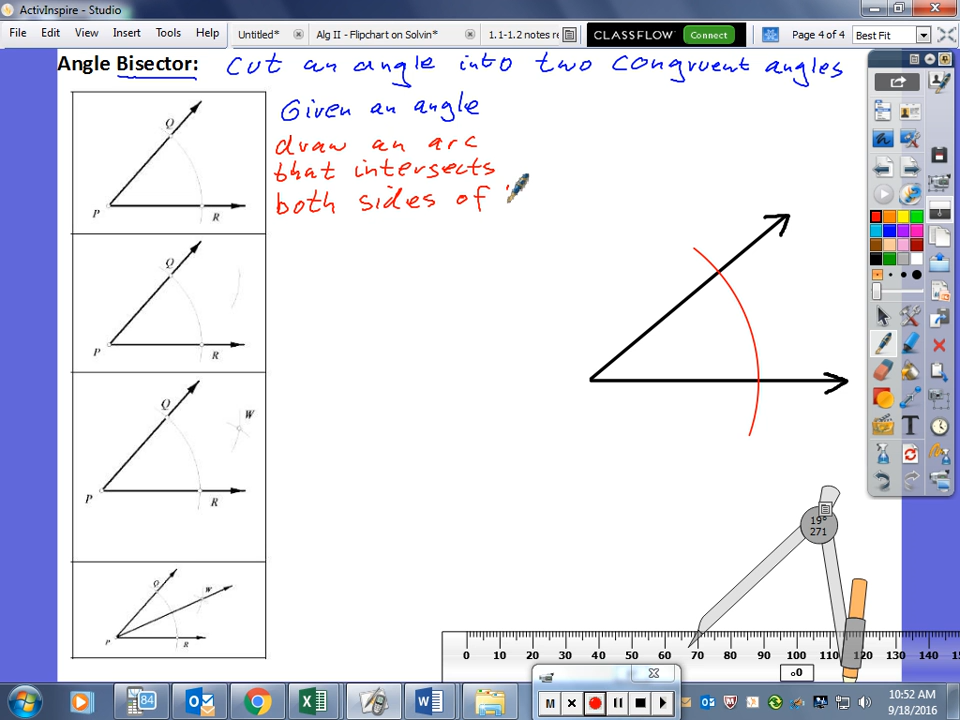 ActivInspire - Studio
File Edit View Insert Tools Help Untitled* Alg II - Flipchart on Solvin* 1.1-1.2 notes r CLASSFLOW Connect Page 4 of 4 Best Fit
Angle Bisector: Cut an angle into two congruent angles
Given an angle
draw an arc
that intersects
both sides of
Q
P
R
Q
P
R
Q
W
P
R
Q
W
P
R
19°
271
0 10 20 30 40 50 60 70 80 90 100 110 120 130 140 15
0°
M
T
84
10:52 AM
9/18/2016